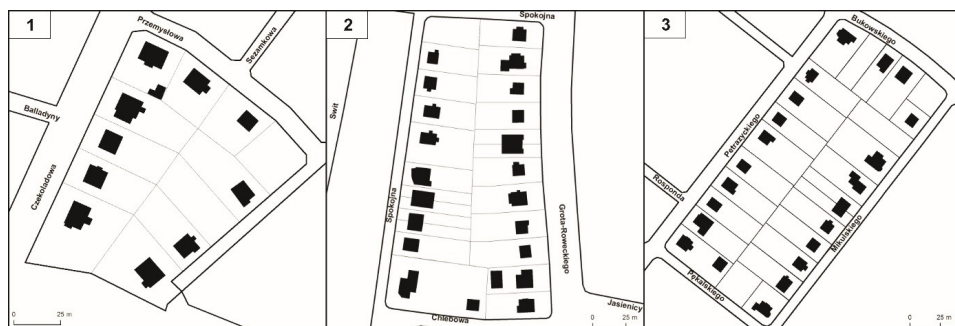 1
Przemysłowa
Sezamkowa
Balladyny
Czekoladowa
0 25 m
2
Spokojna
Świt
Spokojna
Grota-Roweckiego
Chlebowa
Jasienicy
0 25 m
3
Bukowskiego
Petrażyckiego
Rosponda
Mikulskiego
Pękalskiego
0 25 m